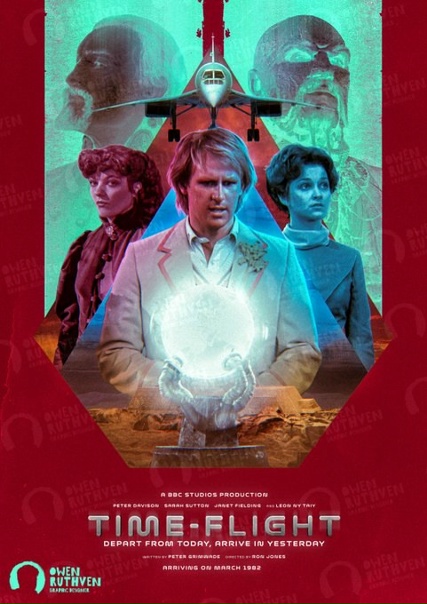 A BBC STUDIOS PRODUCTION
PETER DAVISON SARAH SUTTON JANET FIELDING AND LEON NY TAIY
TIME-FLIGHT
DEPART FROM TODAY, ARRIVE IN YESTERDAY
WRITTEN BY PETER GRIMWADE DIRECTED BY RON JONES
ARRIVING ON MARCH 1982
OWEN
RUTHVEN
GRAPHIC DESIGNER